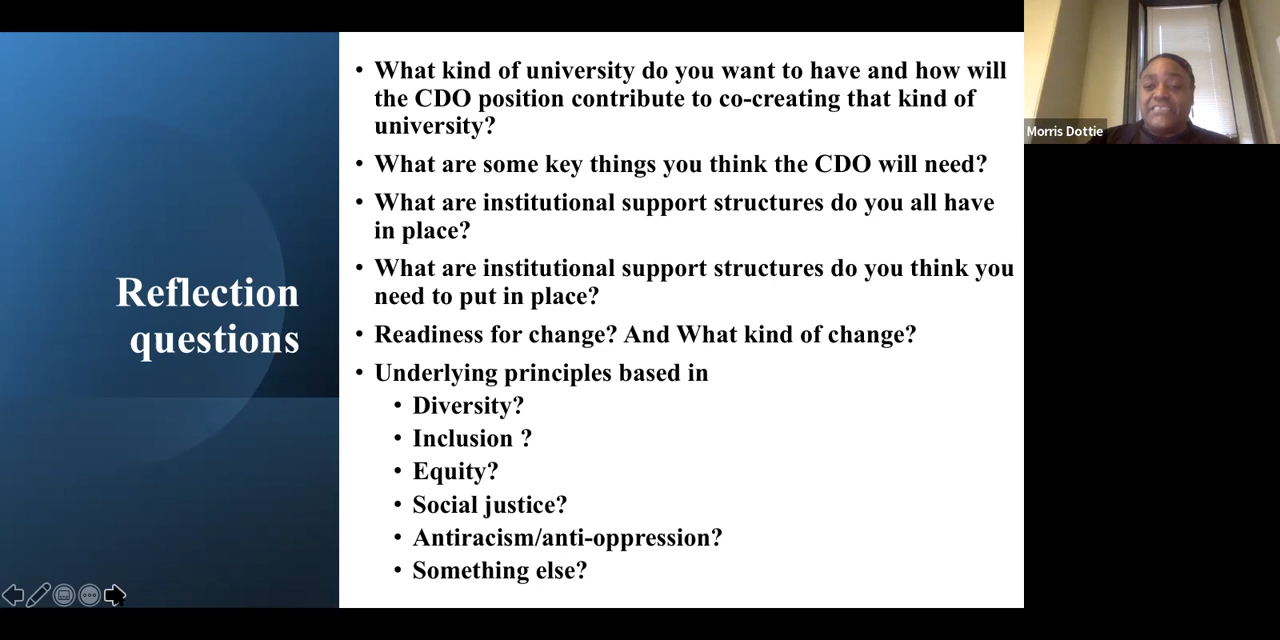 Reflection
questions
• What kind of university do you want to have and how will
the CDO position contribute to co-creating that kind of
university?
• What are some key things you think the CDO will need?
• What are institutional support structures do you all have
in place?
• What are institutional support structures do you think you
need to put in place?
• Readiness for change? And What kind of change?
• Underlying principles based in
• Diversity?
• Inclusion ?
• Equity?
• Social justice?
• Antiracism/anti-oppression?
• Something else?
Morris Dottie